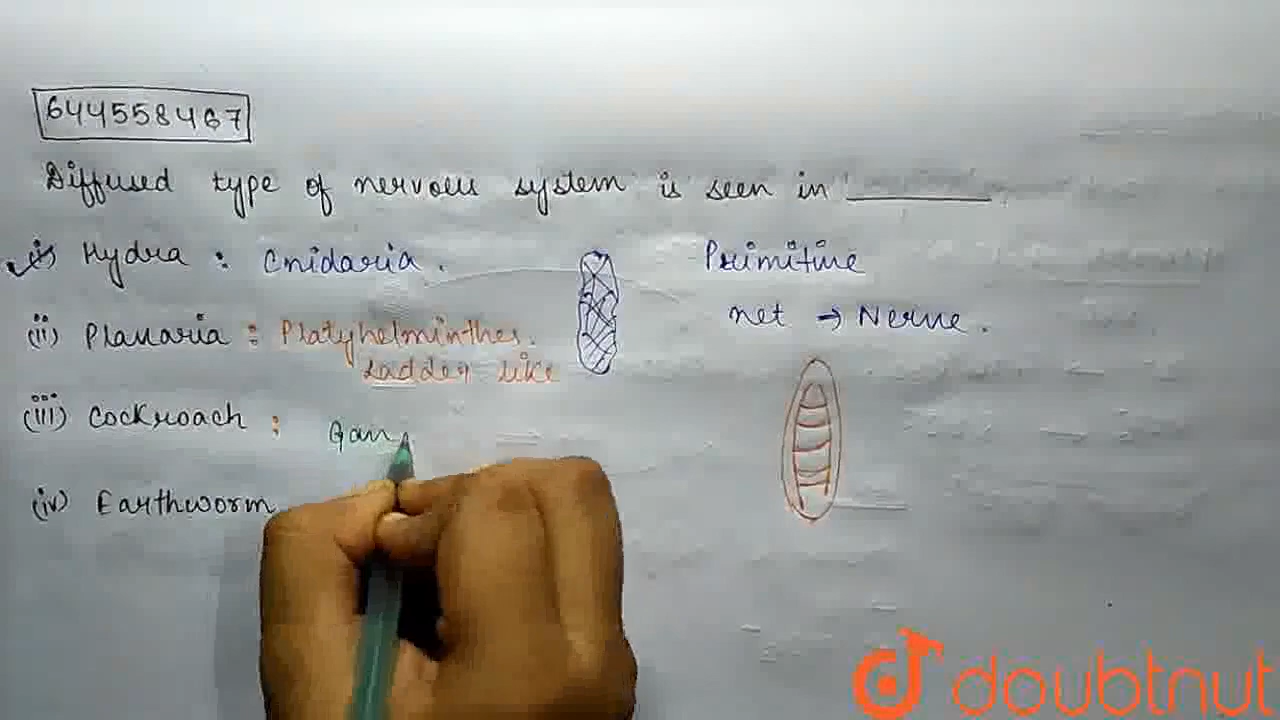 644558467
Diffused type of nervous system is seen in
(i) Hydra : Cnidaria.
Primitive
net → Nerve.
(ii) Planaria : Platyhelminthes.
Ladder like
(iii) Cockroach : Gan
(iv) Earthworm
doubtnut